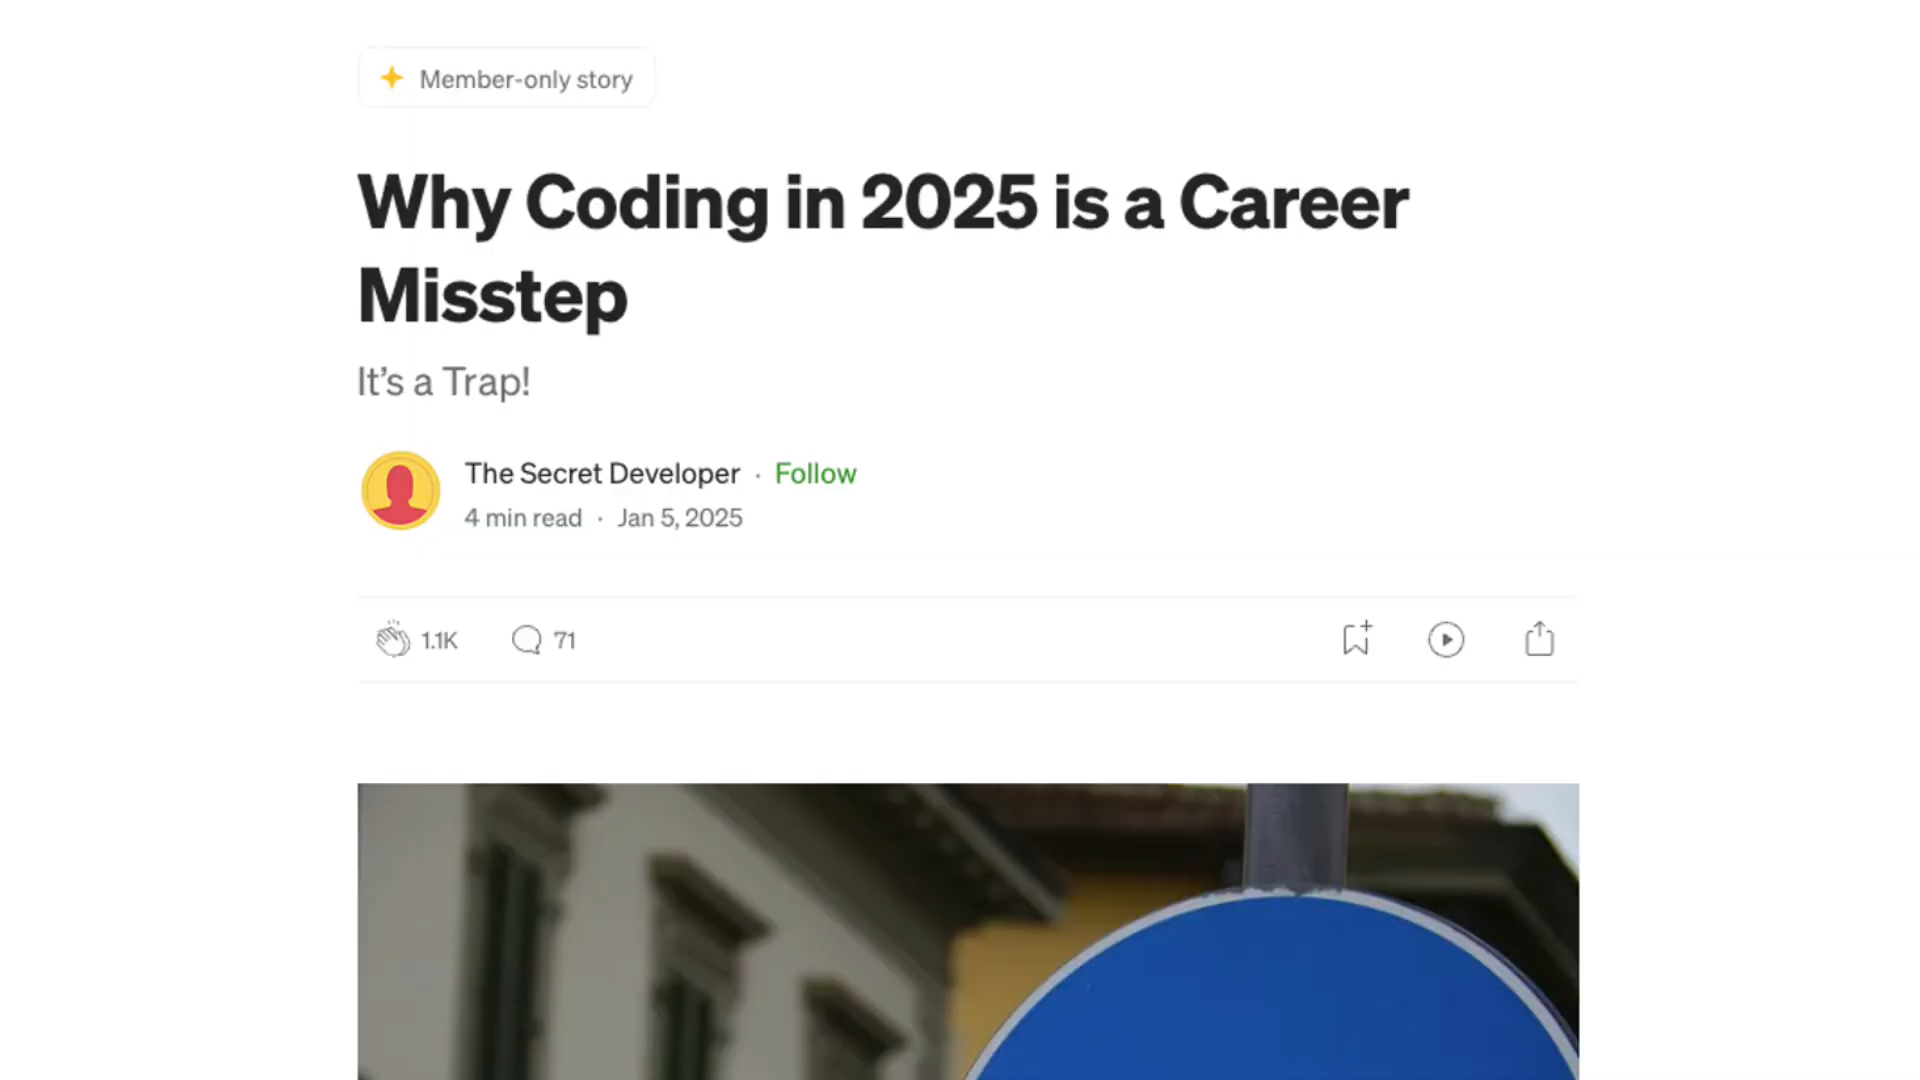 Member-only story
Why Coding in 2025 is a Career
Misstep
It’s a Trap!
The Secret Developer · Follow
4 min read · Jan 5, 2025
1.1K 71